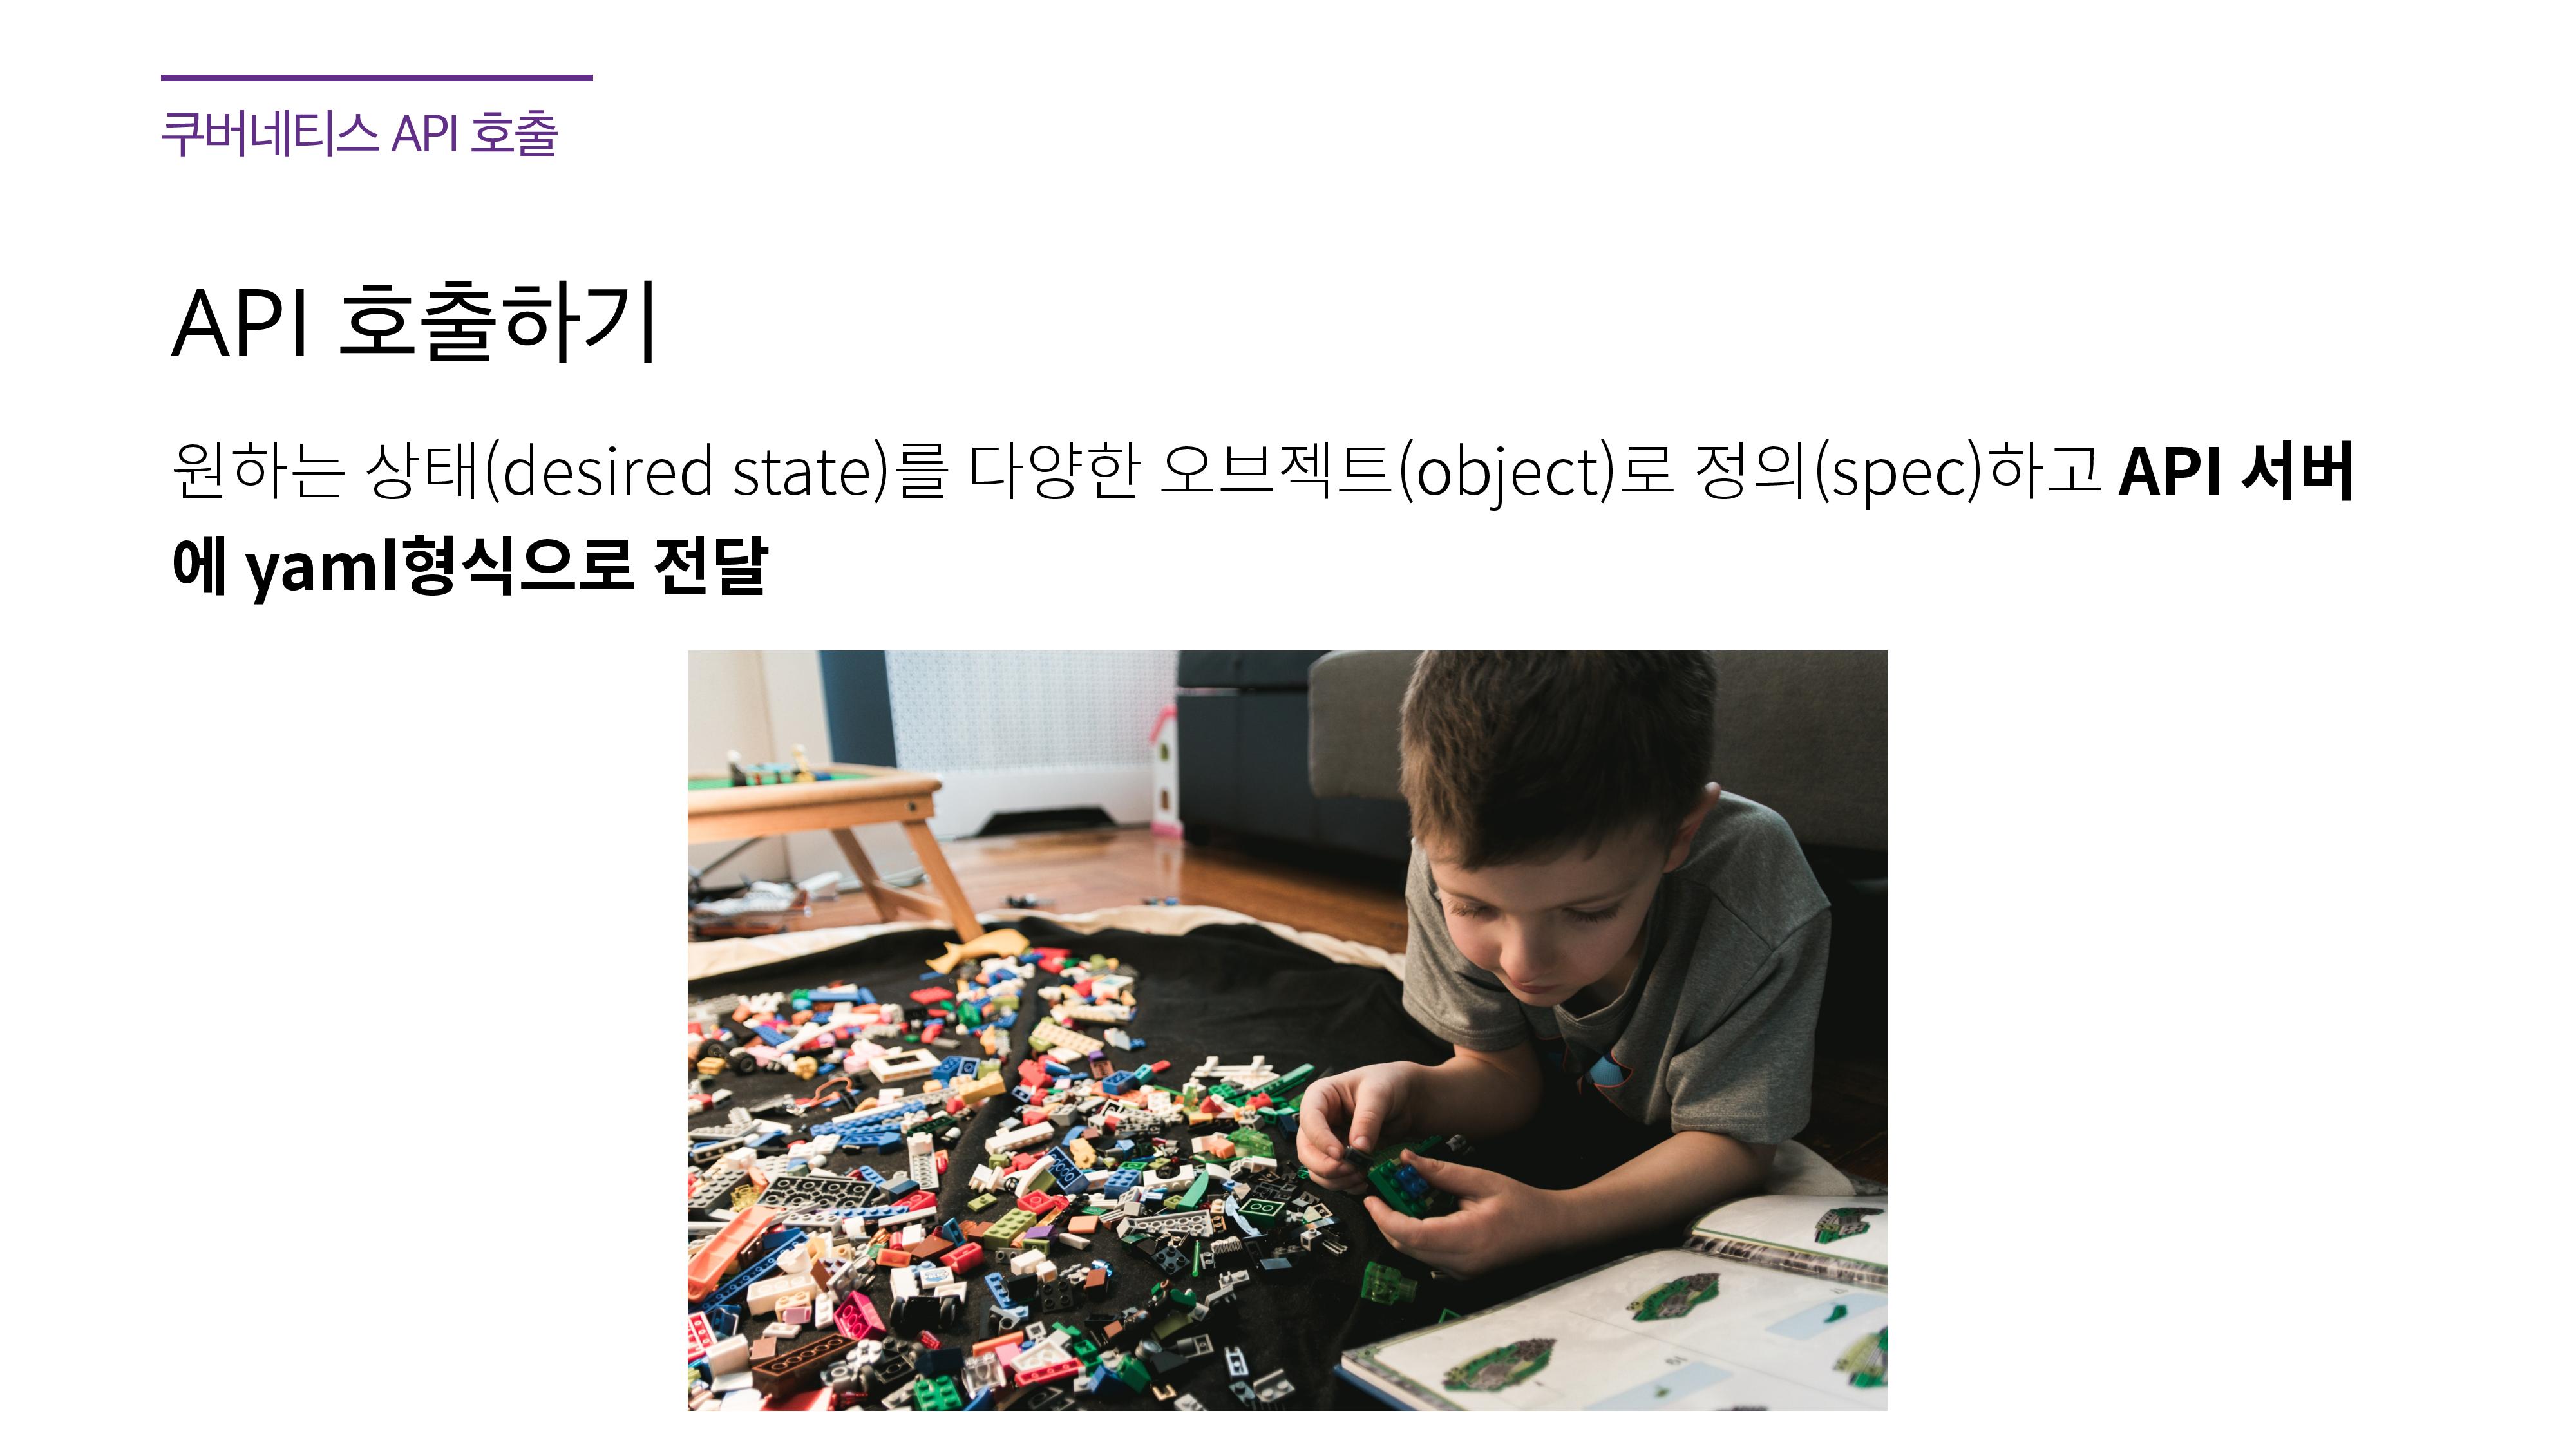 쿠버네티스 API 호출
API 호출하기
원하는 상태(desired state)를 다양한 오브젝트(object)로 정의(spec)하고 API 서버
에 yaml형식으로 전달